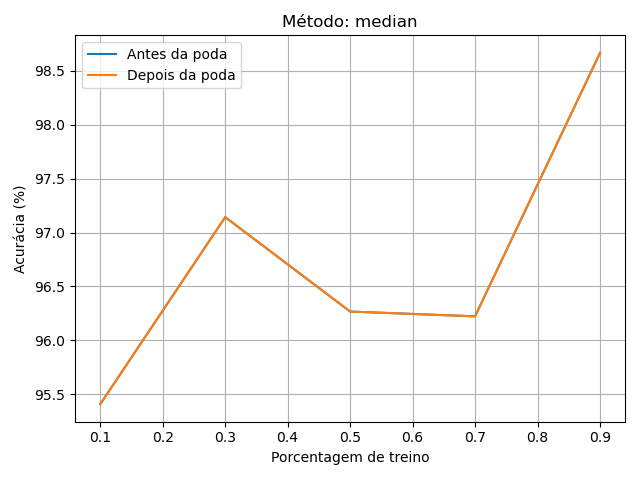 Método: median
Antes da poda
Depois da poda
Acurácia (%)
98.5
98.0
97.5
97.0
96.5
96.0
95.5
0.1 0.2 0.3 0.4 0.5 0.6 0.7 0.8 0.9
Porcentagem de treino